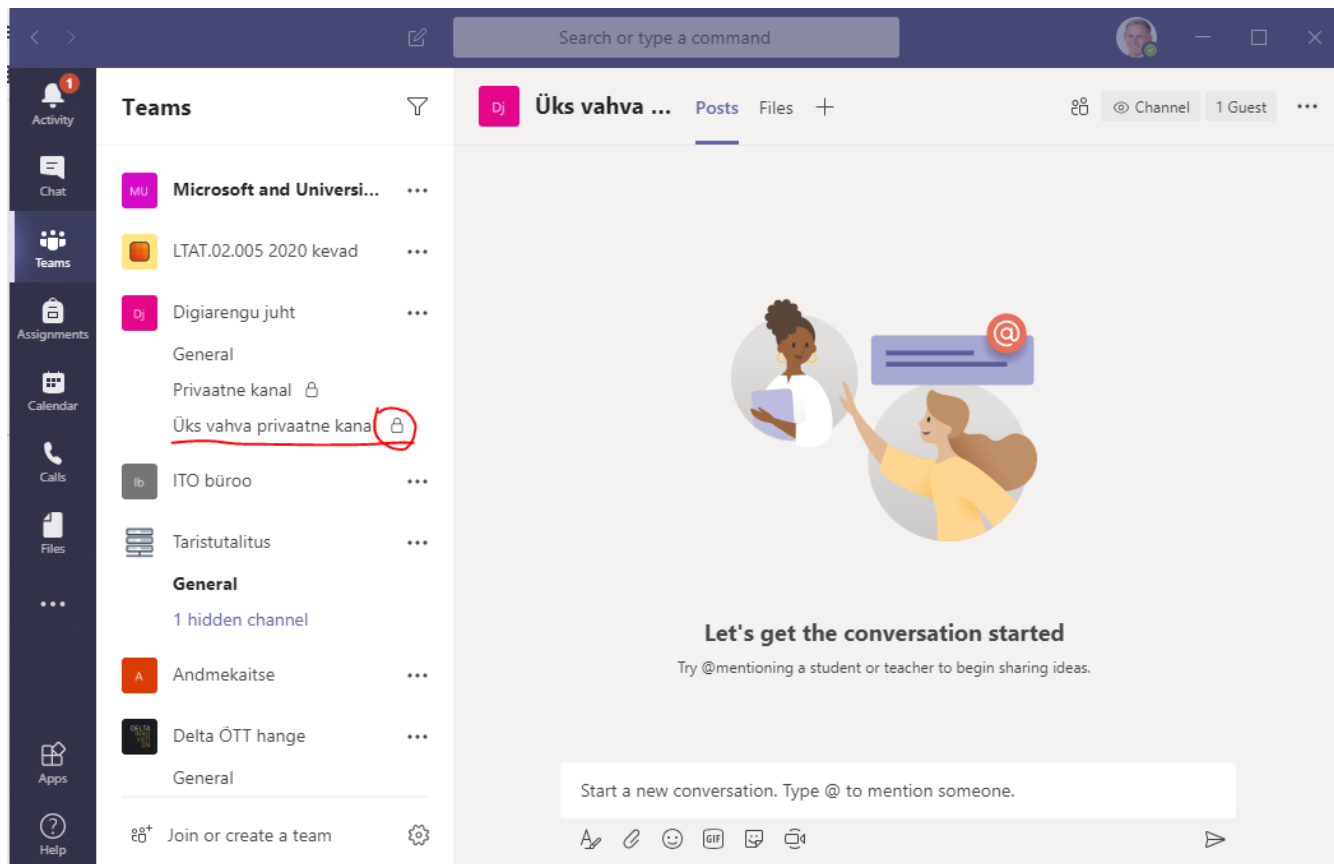 Search or type a command
1
Activity
Chat
Teams
Assignments
Calendar
Calls
Files
Apps
Help
Teams
MU Microsoft and Universi... ...
LTAT.02.005 2020 kevad ...
Dj Digiarengu juht ...
General
Privaatne kanal
Üks vahva privaatne kana
Ib ITO büroo ...
Taristutalitus ...
General
1 hidden channel
A Andmekaitse ...
DELTA Delta ÕTT hange ...
General
Join or create a team
Dj Üks vahva ... Posts Files + Channel 1 Guest ...
@
Let's get the conversation started
Try @mentioning a student or teacher to begin sharing ideas.
Start a new conversation. Type @ to mention someone.
GIF